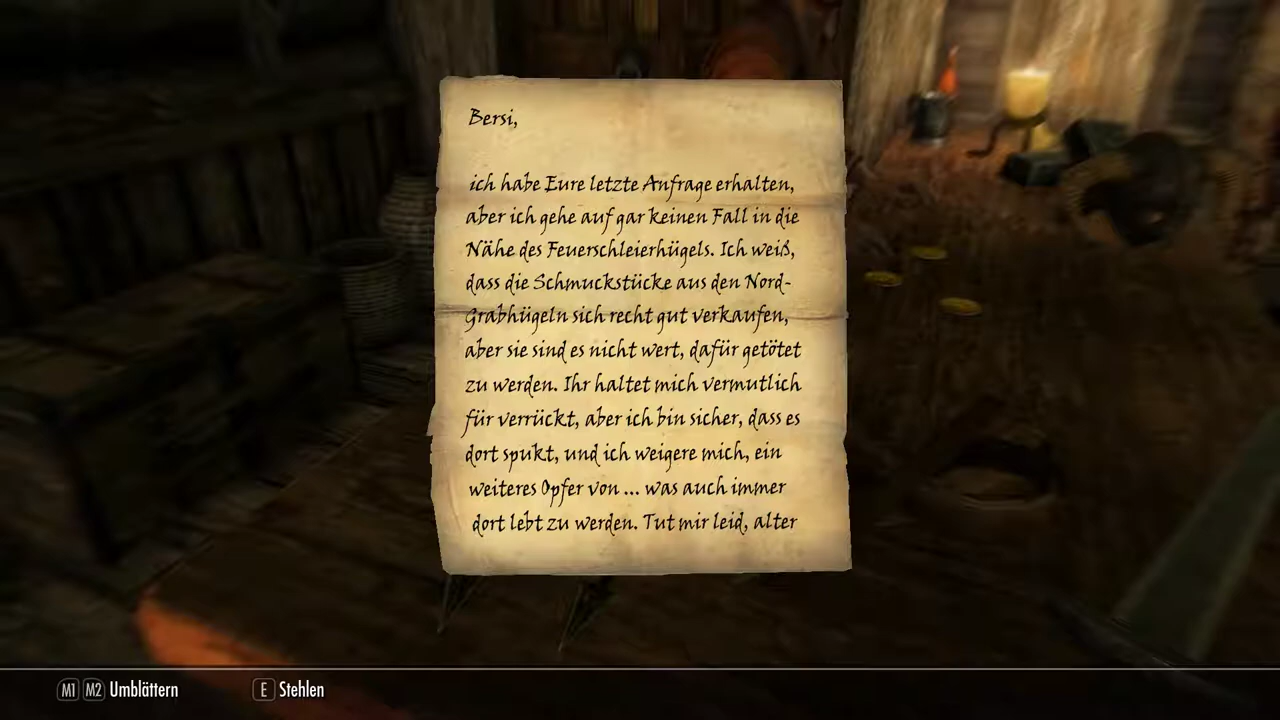 Bersi,
ich habe Eure letzte Anfrage erhalten,
aber ich gehe auf gar keinen Fall in die
Nähe des Feuerschleierhügels. Ich weiß,
dass die Schmuckstücke aus den Nord-
Grabhügeln sich recht gut verkaufen,
aber sie sind es nicht wert, dafür getötet
zu werden. Ihr haltet mich vermutlich
für verrückt, aber ich bin sicher, dass es
dort spukt, und ich weigere mich, ein
weiteres Opfer von ... was auch immer
dort lebt zu werden. Tut mir leid, alter
M1 M2 Umblättern E Stehlen